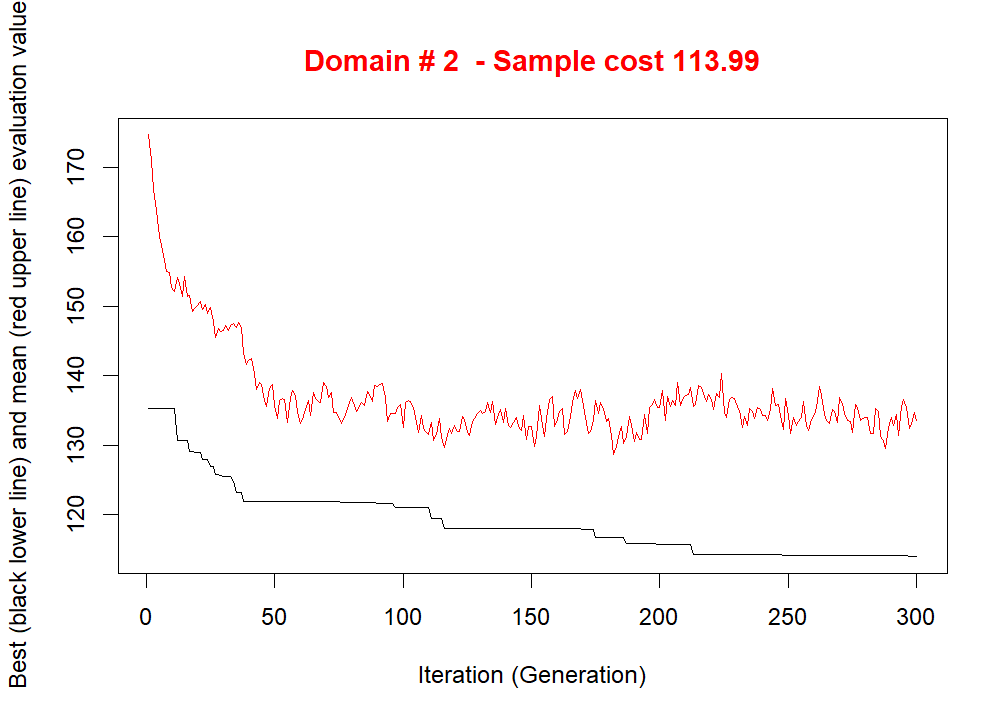 Domain # 2  - Sample cost 113.99
Best (black lower line) and mean (red upper line) evaluation value
170
160
150
140
130
120
0 50 100 150 200 250 300
Iteration (Generation)